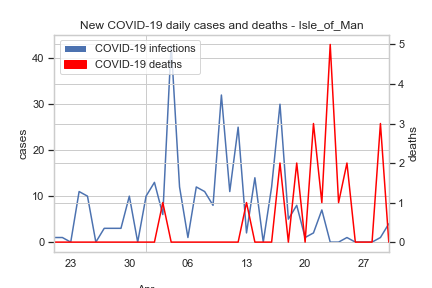 New COVID-19 daily cases and deaths - Isle_of_Man
COVID-19 infections
COVID-19 deaths
cases
40
30
20
10
0
deaths
5
4
3
2
1
0
23 30 06 13 20 27